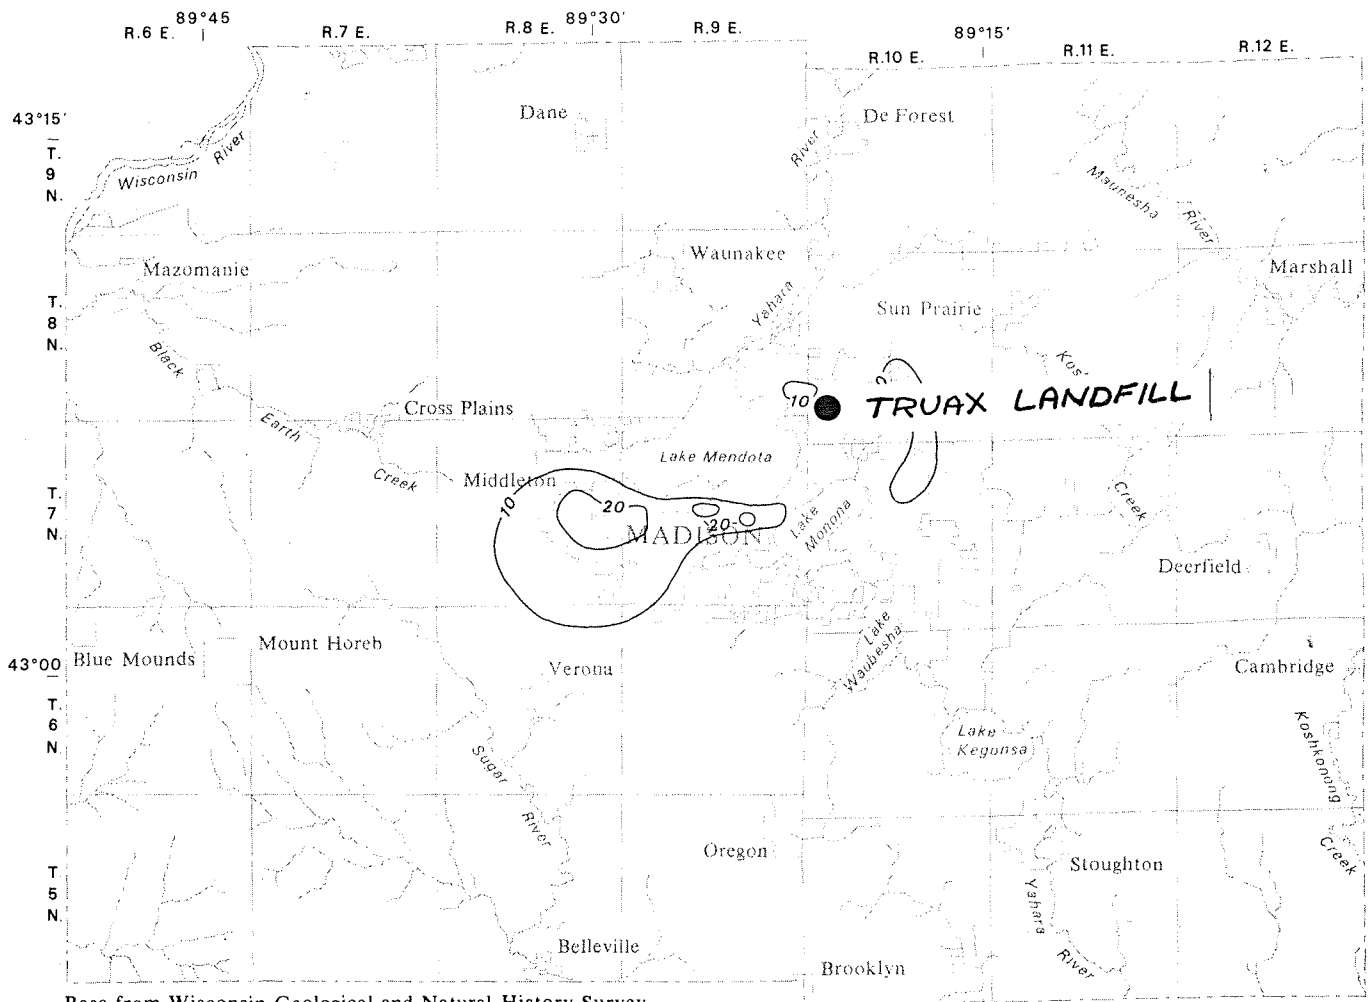 89°45
89°30'
89°15'
R.6 E.
R.7 E.
R.8 E.
R.9 E.
R.10 E.
R.11 E.
R.12 E.
43°15'
T.
9
N.
Dane
De Forest
Wisconsin River
River
Maunesha River
Mazomanie
Waunakee
Marshall
T.
8
N.
Yahara
Sun Prairie
Black
Earth
Creek
Cross Plains
10
TRUAX LANDFILL
Lake Mendota
Middleton
T.
7
N.
10
20
20
MADISON
Lake
Monona
Creek
Deerfield
43°00
Blue Mounds
Mount Horeb
Verona
Lake
Waubesha
Cambridge
T.
6
N.
Sugar
River
Lake
Kegonsa
Koshkonong
Creek
T.
5
N.
Oregon
Stoughton
Yahara
River
Belleville
Brooklyn
Base from Wisconsin Geological and Natural History Survey